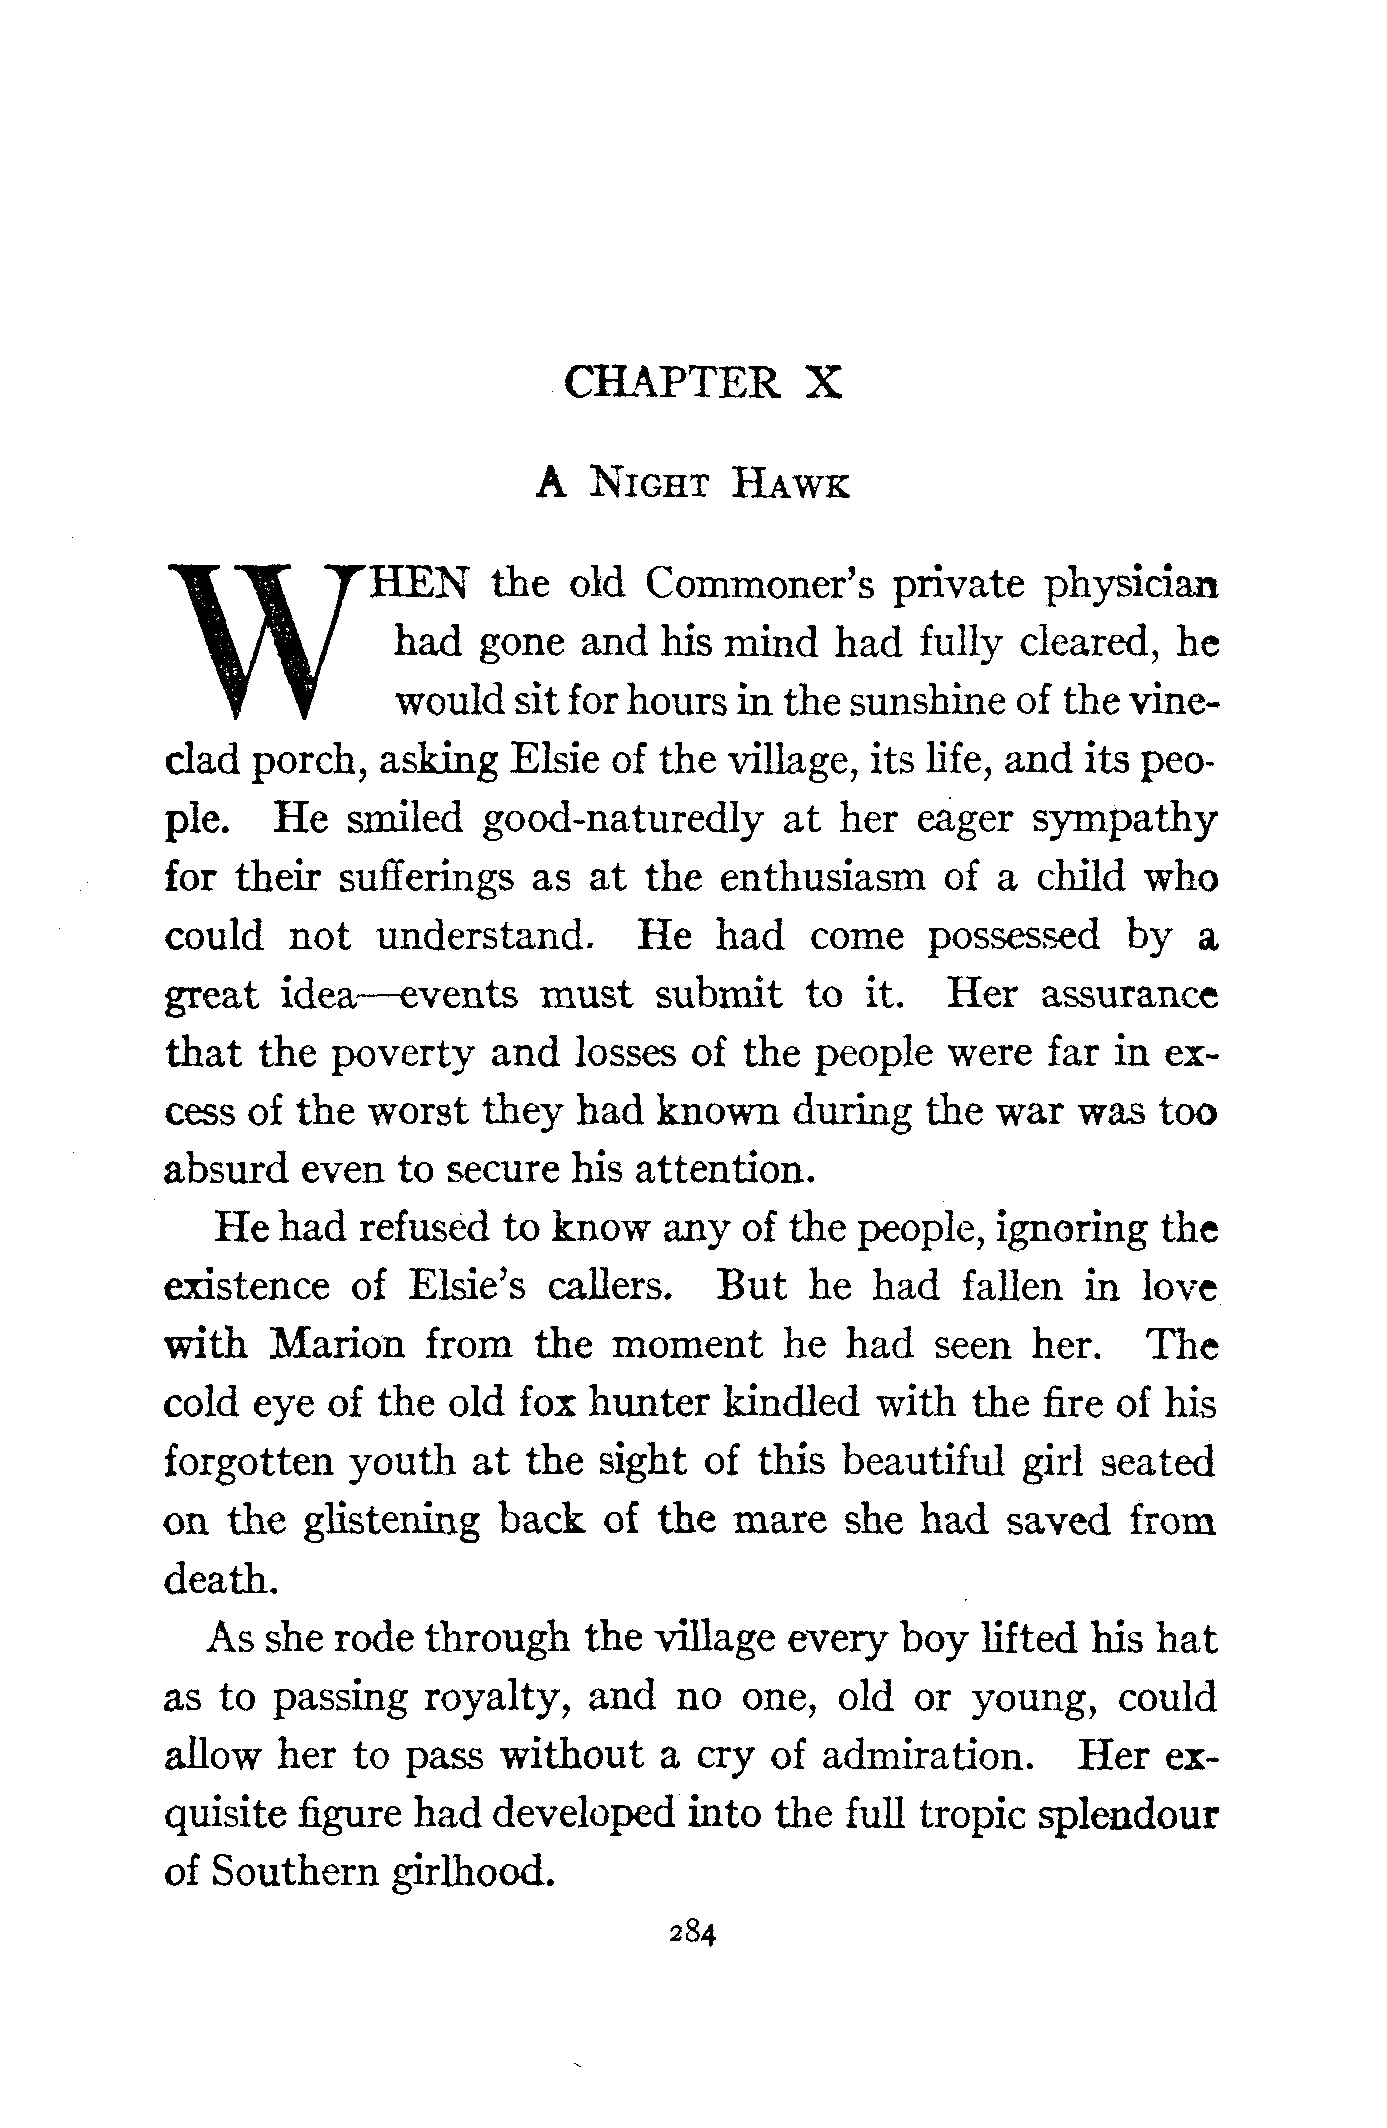 CHAPTER X
A NIGHT HAWK
WHEN the old Commoner's private physician
had gone and his mind had fully cleared, he
would sit for hours in the sunshine of the vine-
clad porch, asking Elsie of the village, its life, and its peo-
ple. He smiled good-naturedly at her eager sympathy
for their sufferings as at the enthusiasm of a child who
could not understand. He had come possessed by a
great idea—events must submit to it. Her assurance
that the poverty and losses of the people were far in ex-
cess of the worst they had known during the war was too
absurd even to secure his attention.
He had refused to know any of the people, ignoring the
existence of Elsie's callers. But he had fallen in love
with Marion from the moment he had seen her. The
cold eye of the old fox hunter kindled with the fire of his
forgotten youth at the sight of this beautiful girl seated
on the glistening back of the mare she had saved from
death.
As she rode through the village every boy lifted his hat
as to passing royalty, and no one, old or young, could
allow her to pass without a cry of admiration. Her ex-
quisite figure had developed into the full tropic splendour
of Southern girlhood.
284